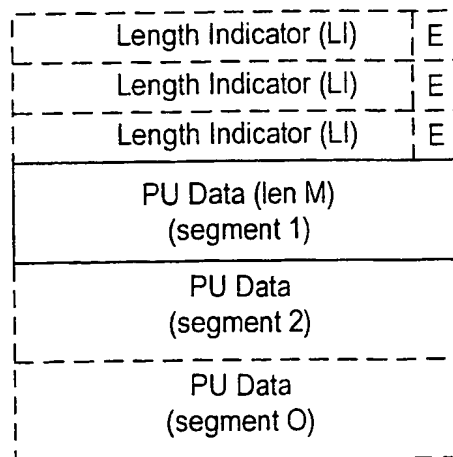 Length Indicator (LI) E
Length Indicator (LI) E
Length Indicator (LI) E
PU Data (len M)
(segment 1)
PU Data
(segment 2)
PU Data
(segment O)